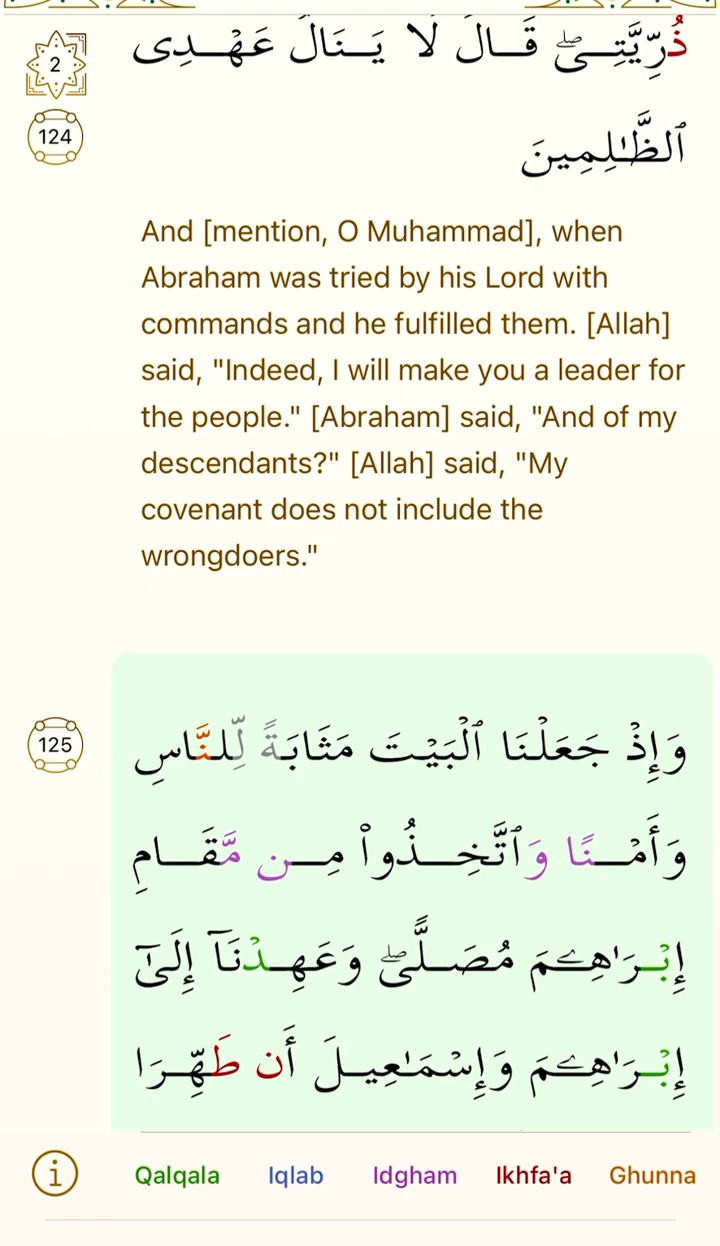 ذُرِّيَّتِىۖ قَالَ لَا يَنَالُ عَهْدِى
2
124
ٱلظَّـٰلِمِينَ
And [mention, O Muhammad], when
Abraham was tried by his Lord with
commands and he fulfilled them. [Allah]
said, "Indeed, I will make you a leader for
the people." [Abraham] said, "And of my
descendants?" [Allah] said, "My
covenant does not include the
wrongdoers."
125
وَإِذْ جَعَلْنَا ٱلْبَيْتَ مَثَابَةً لِّلنَّاسِ
وَأَمْنًا وَٱتَّخِذُوا۟ مِن مَّقَامِ
إِبْرَٰهِـۧمَ مُصَلًّىۖ وَعَهِدْنَآ إِلَىٰٓ
إِبْرَٰهِـۧمَ وَإِسْمَـٰعِيلَ أَن طَهِّرَا
i
Qalqala Iqlab Idgham Ikhfa'a Ghunna